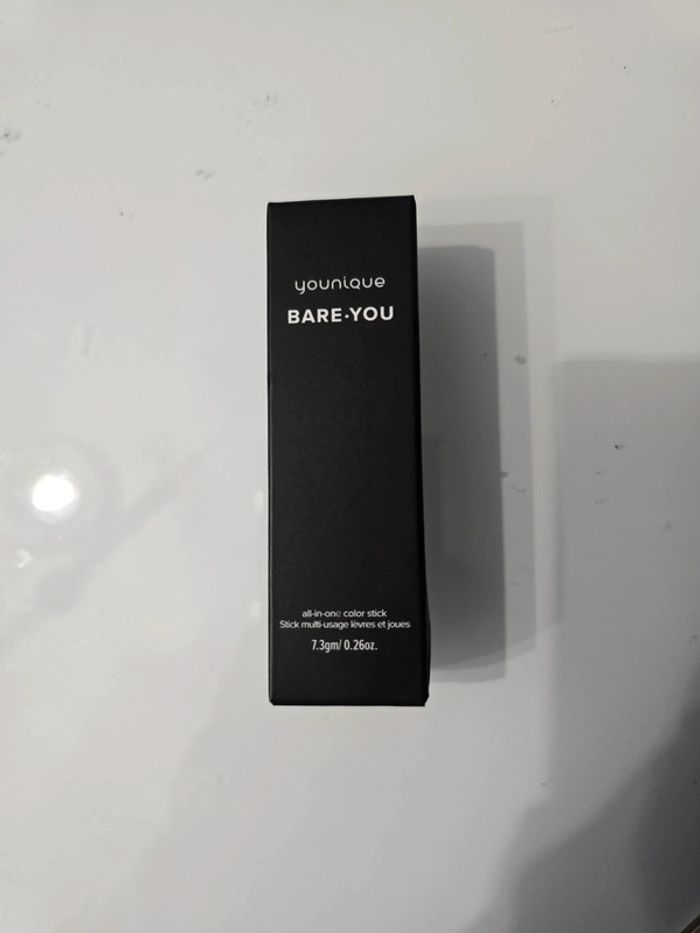 younique
BARE·YOU
all-in-one color stick
Stick multi-usage lèvres et joues
7.3gm/ 0.26oz.